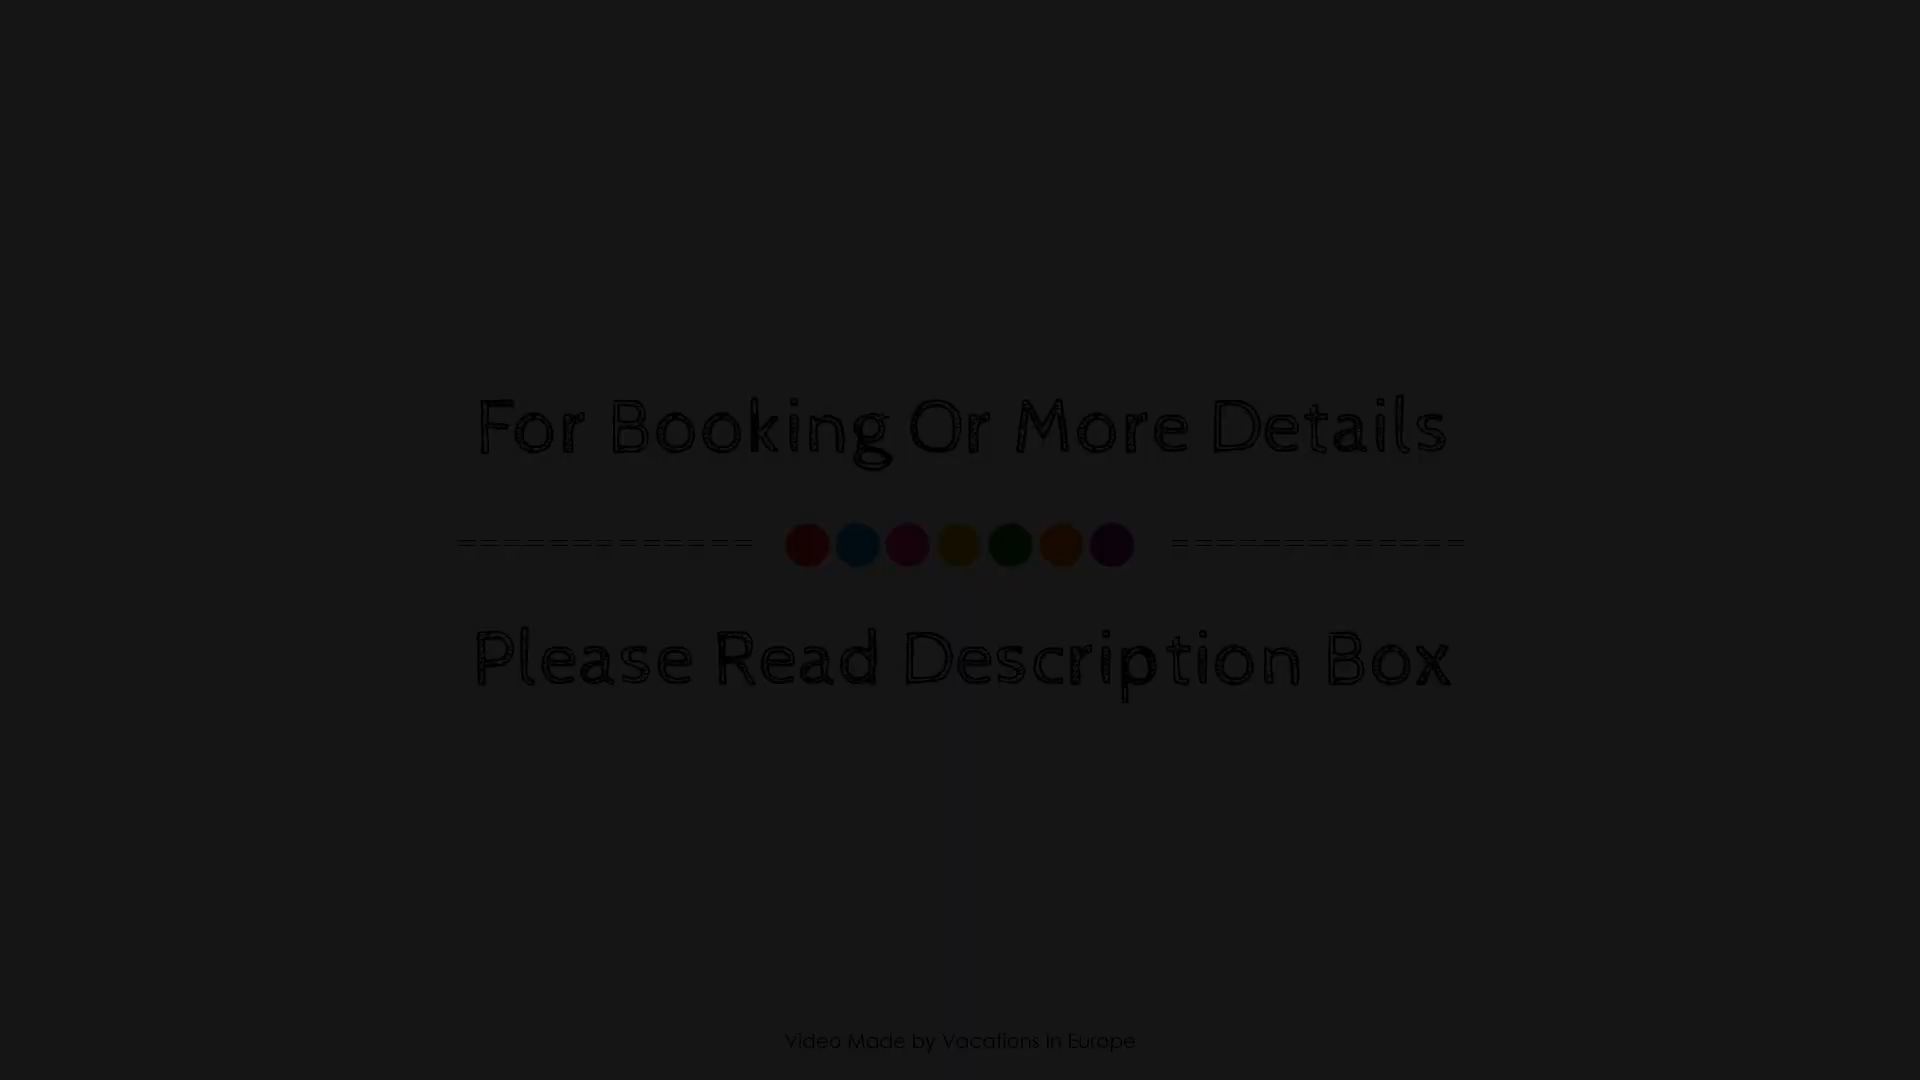 For Booking Or More Details
============= =============
Please Read Description Box
Video Made by Vacations in Europe